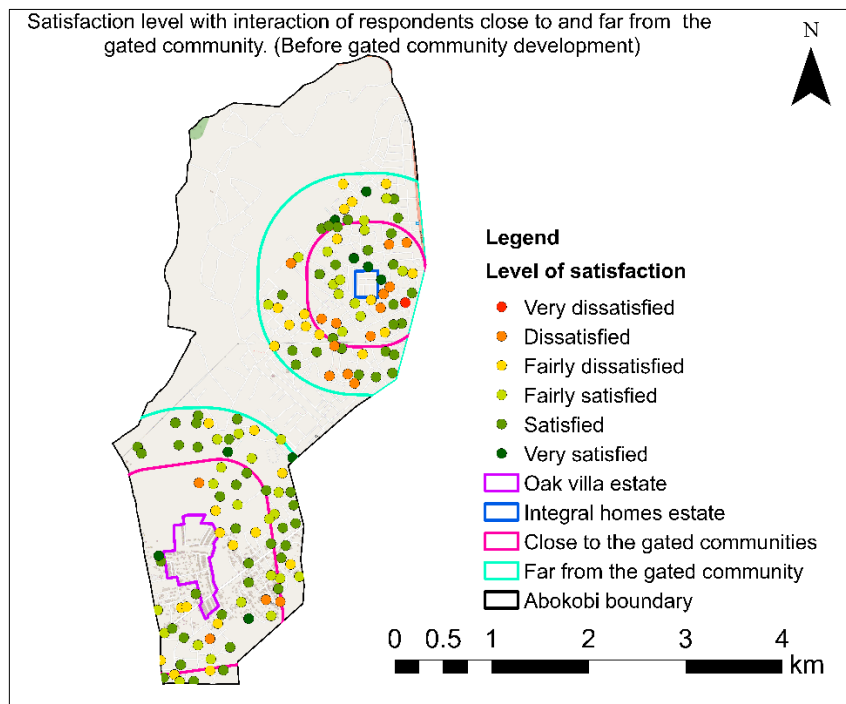 Satisfaction level with interaction of respondents close to and far from the
gated community. (Before gated community development)
N
Legend
Level of satisfaction
Very dissatisfied
Dissatisfied
Fairly dissatisfied
Fairly satisfied
Satisfied
Very satisfied
Oak villa estate
Integral homes estate
Close to the gated communities
Far from the gated community
Abokobi boundary
0 0.5 1 2 3 4
km